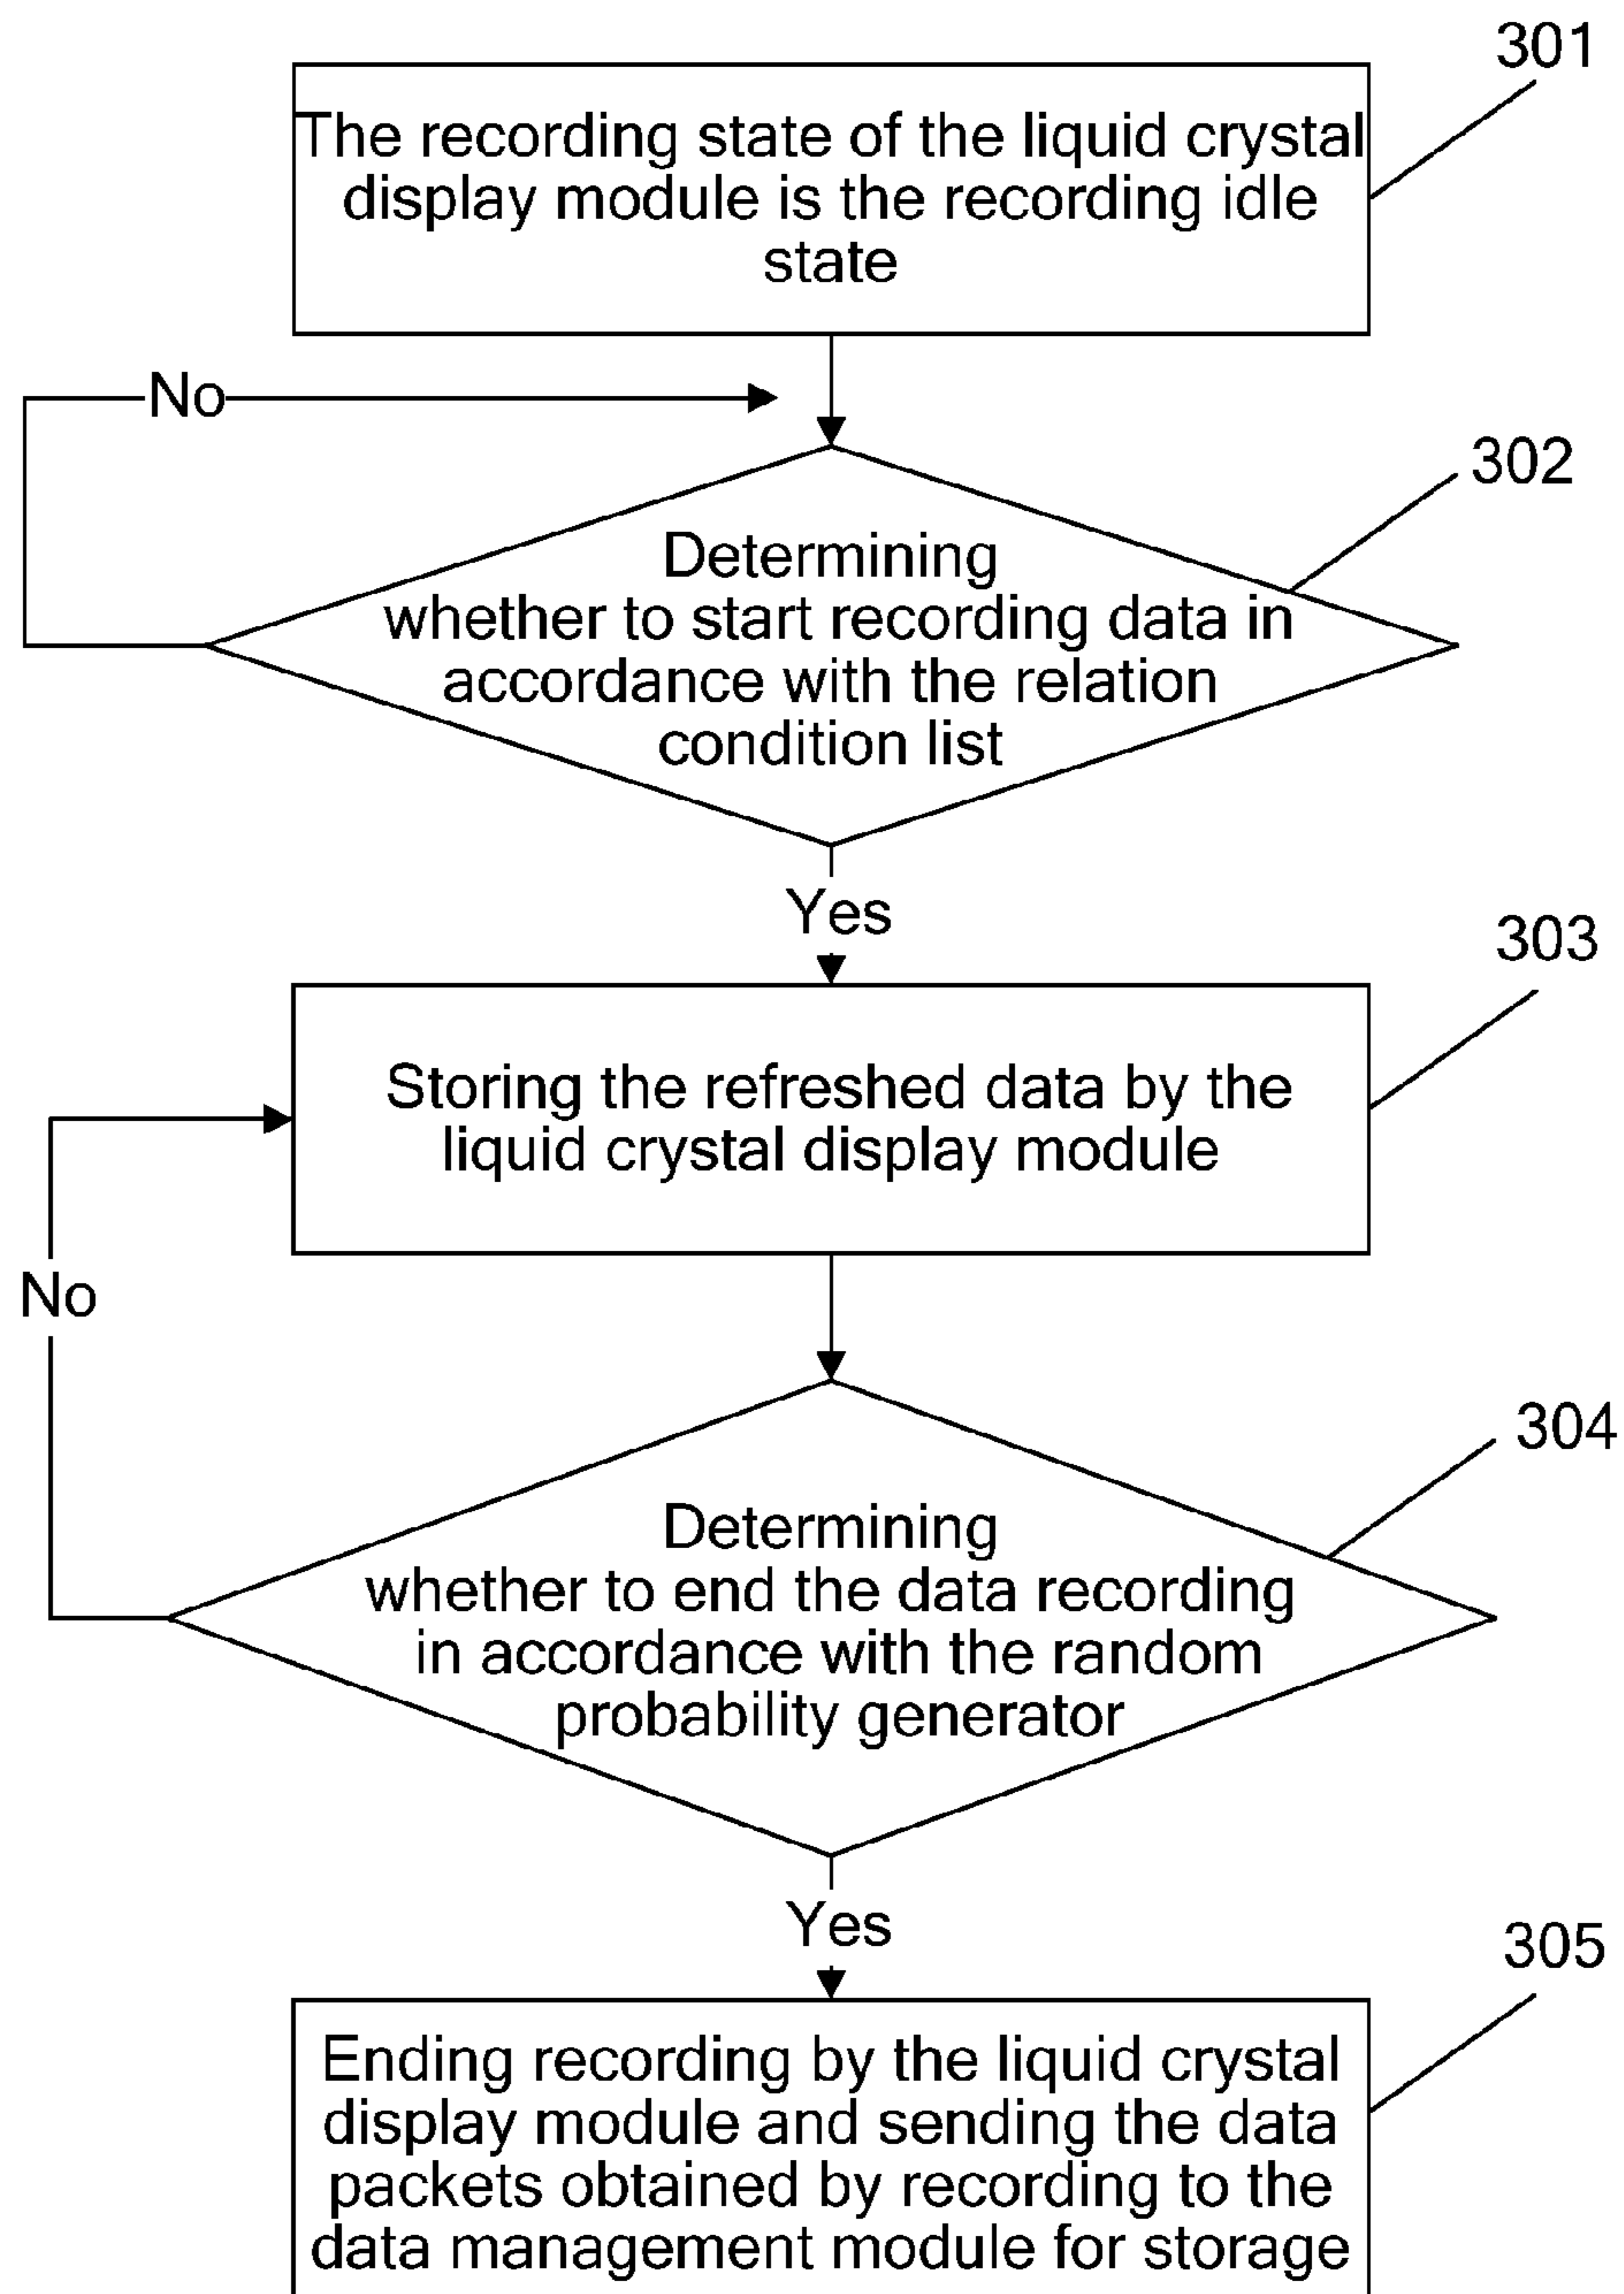 301
The recording state of the liquid crystal
display module is the recording idle
state
No
302
Determining
whether to start recording data in
accordance with the relation
condition list
Yes
303
Storing the refreshed data by the
liquid crystal display module
No
304
Determining
whether to end the data recording
in accordance with the random
probability generator
Yes
305
Ending recording by the liquid crystal
display module and sending the data
packets obtained by recording to the
data management module for storage